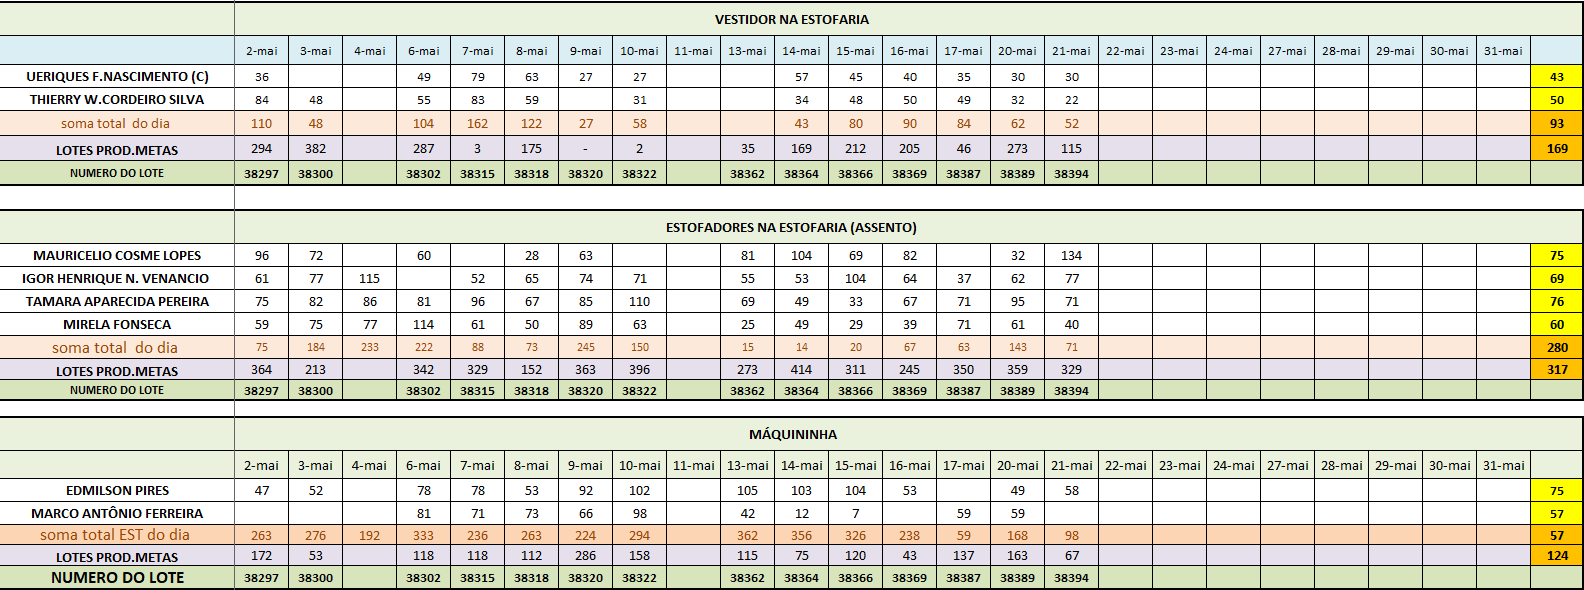 VESTIDOR NA ESTOFARIA
2-mai 3-mai 4-mai 6-mai 7-mai 8-mai 9-mai 10-mai 11-mai 13-mai 14-mai 15-mai 16-mai 17-mai 20-mai 21-mai 22-mai 23-mai 24-mai 27-mai 28-mai 29-mai 30-mai 31-mai
UERIQUES F.NASCIMENTO (C) 36 49 79 63 27 27 57 45 40 35 30 30 43
THIERRY W.CORDEIRO SILVA 84 48 55 83 59 31 34 48 50 49 32 22 50
soma total do dia 110 48 104 162 122 27 58 43 80 90 84 62 52 93
LOTES PROD.METAS 294 382 287 3 175 - 2 35 169 212 205 46 273 115 169
NUMERO DO LOTE 38297 38300 38302 38315 38318 38320 38322 38362 38364 38366 38369 38387 38389 38394
ESTOFADORES NA ESTOFARIA (ASSENTO)
MAURICELIO COSME LOPES 96 72 60 28 63 81 104 69 82 32 134 75
IGOR HENRIQUE N. VENANCIO 61 77 115 52 65 74 71 55 53 104 64 37 62 77 69
TAMARA APARECIDA PEREIRA 75 82 86 81 96 67 85 110 69 49 33 67 71 95 71 76
MIRELA FONSECA 59 75 77 114 61 50 89 63 25 49 29 39 71 61 40 60
soma total do dia 75 184 233 222 88 73 245 150 15 14 20 67 63 143 71 280
LOTES PROD.METAS 364 213 342 329 152 363 396 273 414 311 245 350 359 329 317
NUMERO DO LOTE 38297 38300 38302 38315 38318 38320 38322 38362 38364 38366 38369 38387 38389 38394
MÁQUININHA
2-mai 3-mai 4-mai 6-mai 7-mai 8-mai 9-mai 10-mai 11-mai 13-mai 14-mai 15-mai 16-mai 17-mai 20-mai 21-mai 22-mai 23-mai 24-mai 27-mai 28-mai 29-mai 30-mai 31-mai
EDMILSON PIRES 47 52 78 78 53 92 102 105 103 104 53 49 58 75
MARCO ANTÔNIO FERREIRA 81 71 73 66 98 42 12 7 59 59 57
soma total EST do dia 263 276 192 333 236 263 224 294 362 356 326 238 59 168 98 57
LOTES PROD.METAS 172 53 118 118 112 286 158 115 75 120 43 137 163 67 124
NUMERO DO LOTE 38297 38300 38302 38315 38318 38320 38322 38362 38364 38366 38369 38387 38389 38394